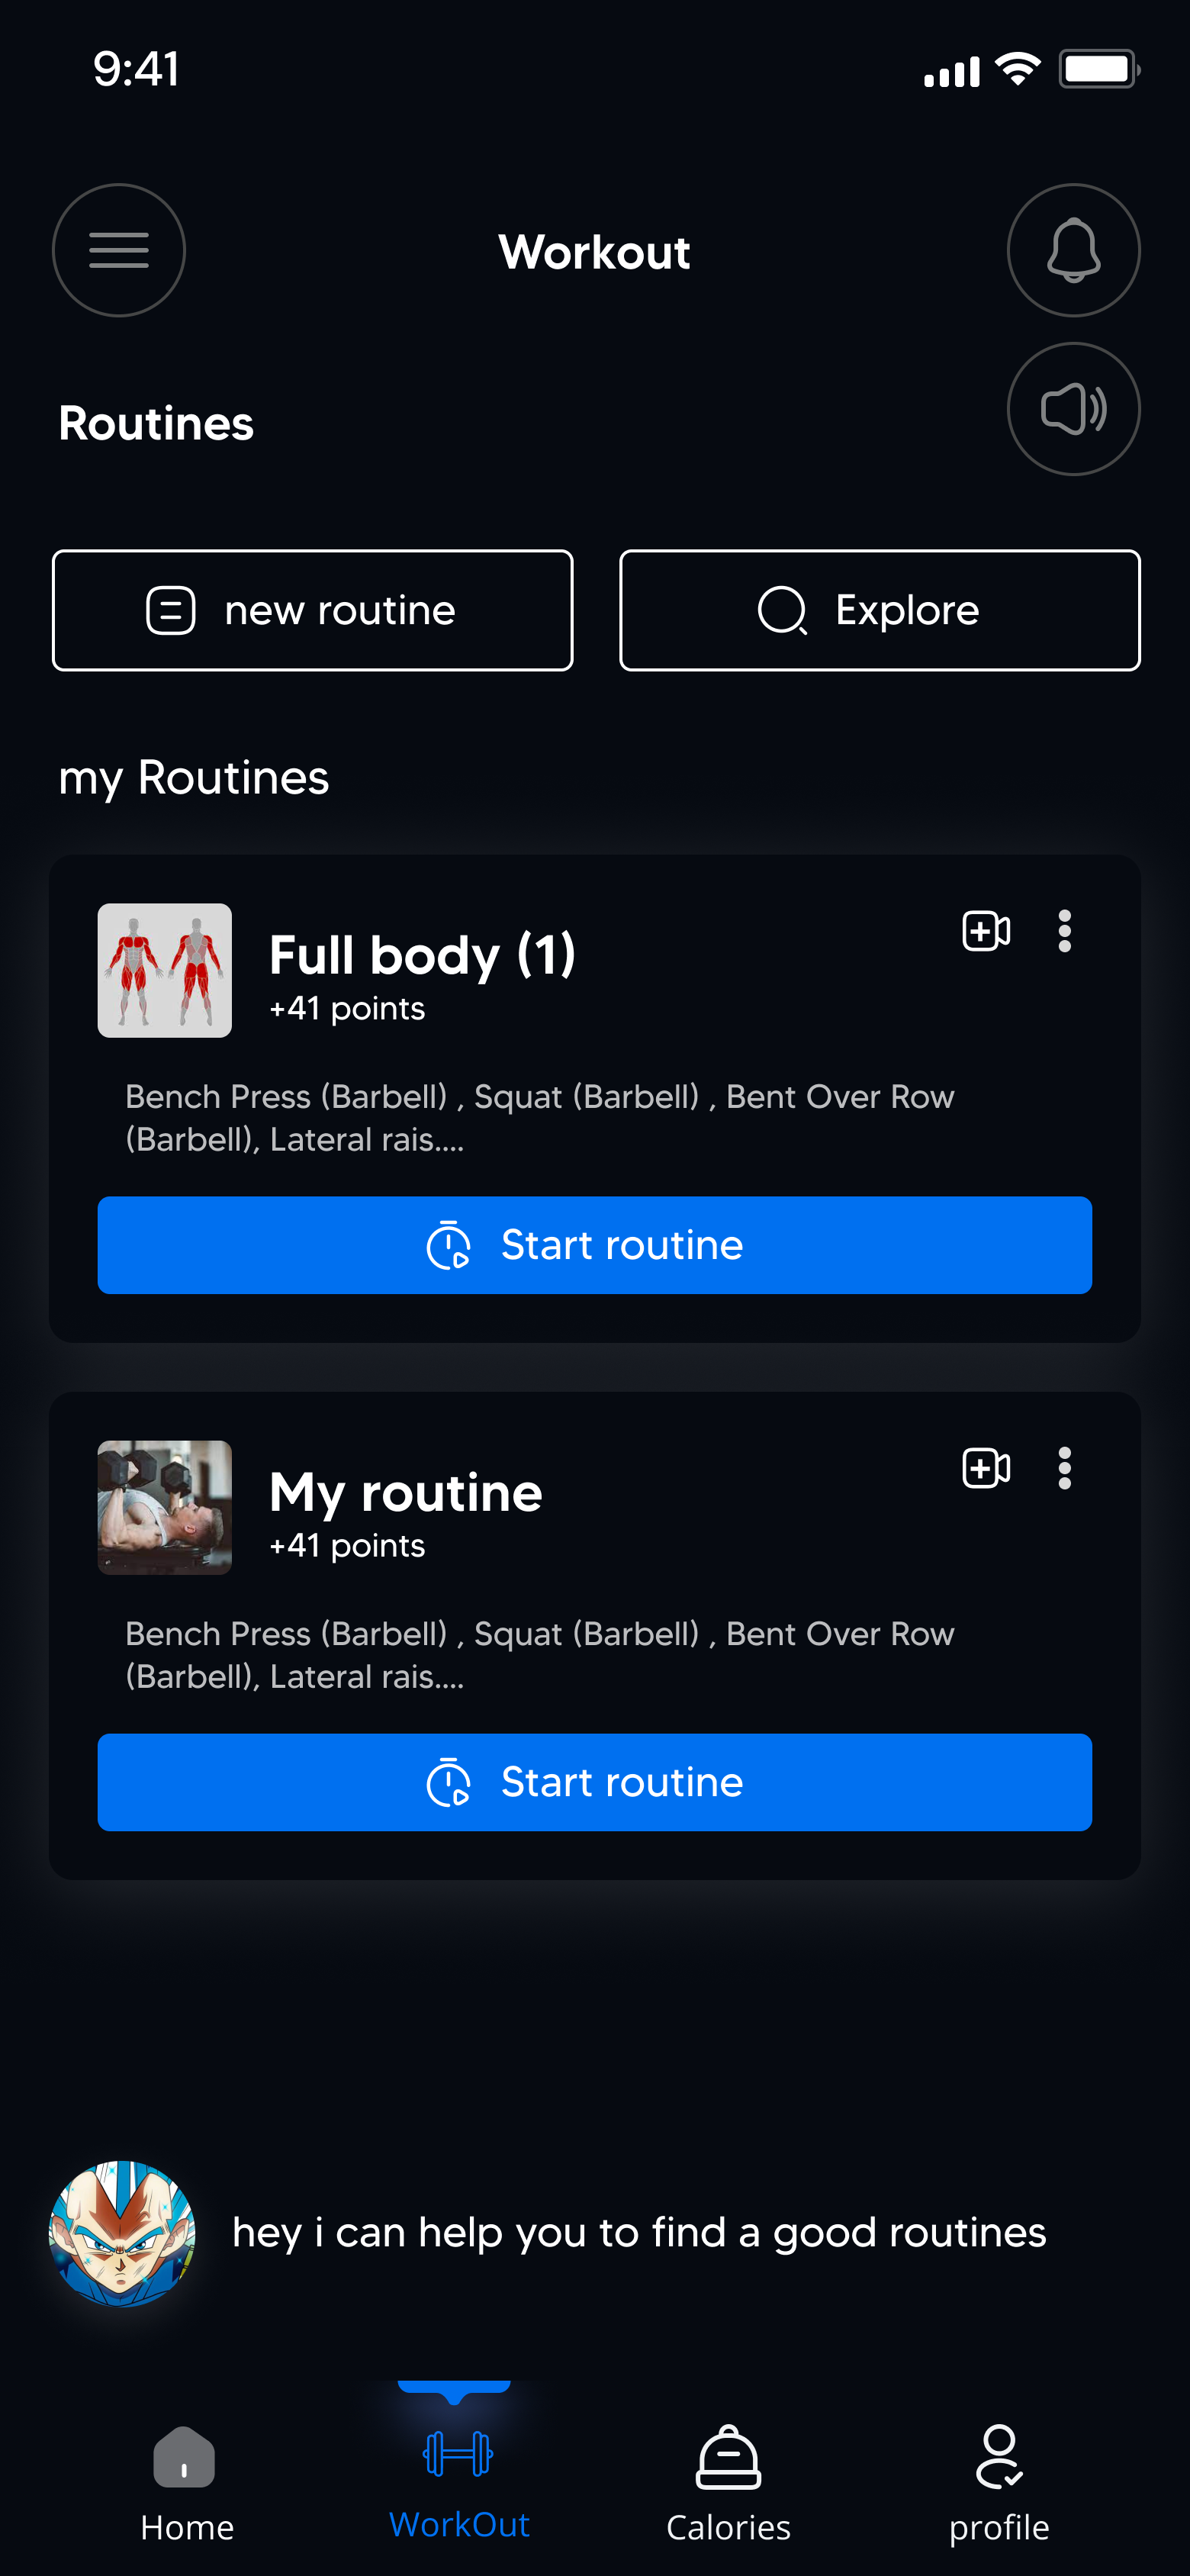 9:41
Workout
Routines
new routine
Explore
my Routines
Full body (1)
+41 points
Bench Press (Barbell) , Squat (Barbell) , Bent Over Row
(Barbell), Lateral rais....
Start routine
My routine
+41 points
Bench Press (Barbell) , Squat (Barbell) , Bent Over Row
(Barbell), Lateral rais....
Start routine
hey i can help you to find a good routines
Home
WorkOut
Calories
profile